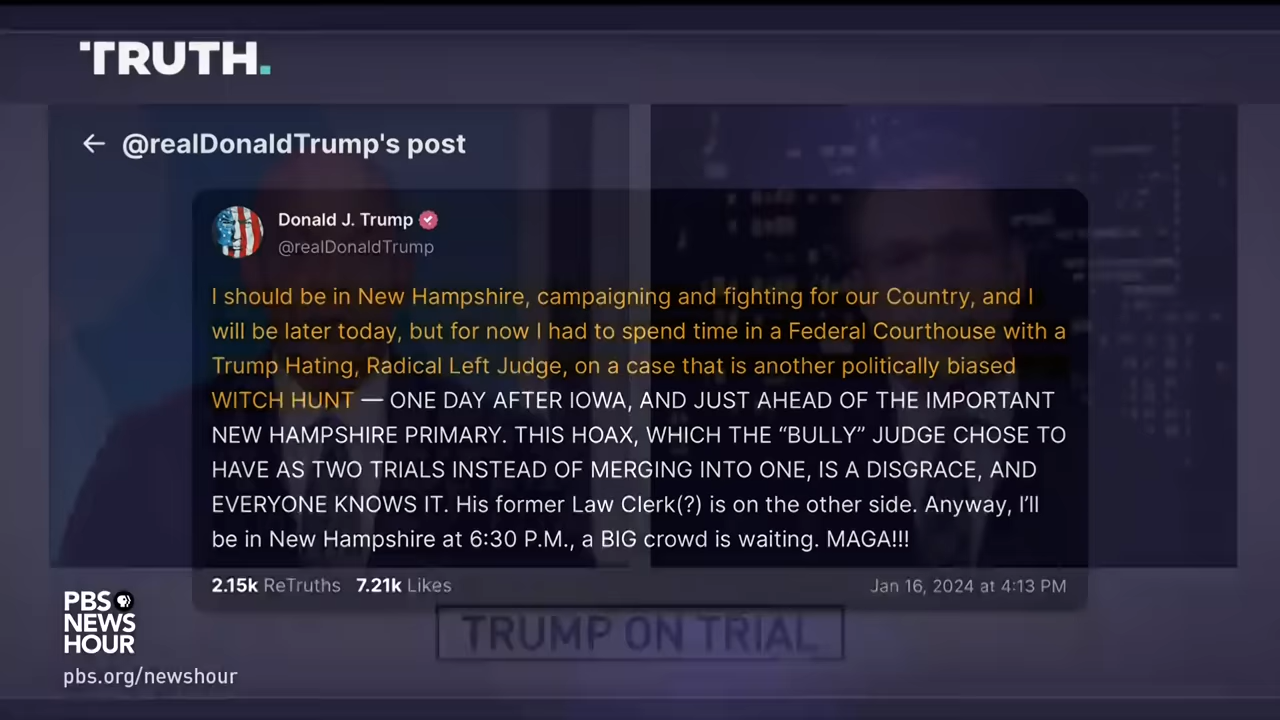 TRUTH.
← @realDonaldTrump's post
Donald J. Trump
@realDonaldTrump
I should be in New Hampshire, campaigning and fighting for our Country, and I
will be later today, but for now I had to spend time in a Federal Courthouse with a
Trump Hating, Radical Left Judge, on a case that is another politically biased
WITCH HUNT — ONE DAY AFTER IOWA, AND JUST AHEAD OF THE IMPORTANT
NEW HAMPSHIRE PRIMARY. THIS HOAX, WHICH THE “BULLY” JUDGE CHOSE TO
HAVE AS TWO TRIALS INSTEAD OF MERGING INTO ONE, IS A DISGRACE, AND
EVERYONE KNOWS IT. His former Law Clerk(?) is on the other side. Anyway, I’ll
be in New Hampshire at 6:30 P.M., a BIG crowd is waiting. MAGA!!!
2.15k ReTruths 7.21k Likes
Jan 16, 2024 at 4:13 PM
TRUMP ON TRIAL
PBS
NEWS
HOUR
pbs.org/newshour